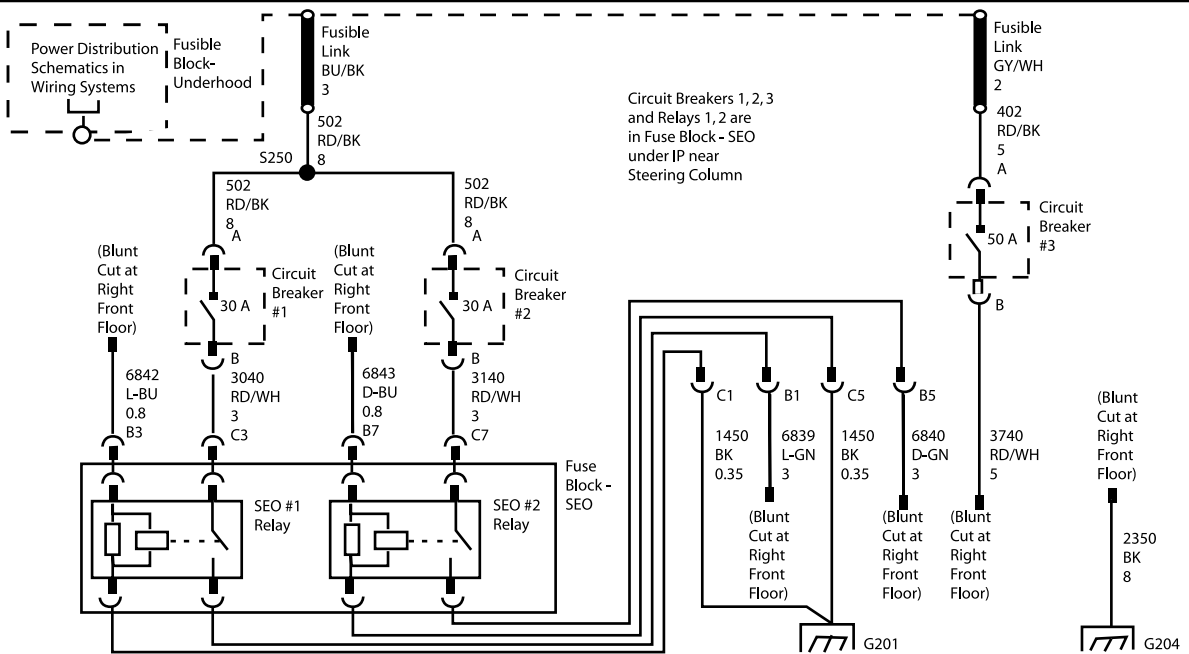 Power Distribution
Schematics in
Wiring Systems
Fusible
Block-
Underhood
Fusible
Link
BU/BK
3
502
RD/BK
8
S250
Circuit Breakers 1, 2, 3
and Relays 1, 2 are
in Fuse Block - SEO
under IP near
Steering Column
Fusible
Link
GY/WH
2
402
RD/BK
5
A
Circuit
Breaker
#3
50 A
B
502
RD/BK
8
A
502
RD/BK
8
A
(Blunt
Cut at
Right
Front
Floor)
Circuit
Breaker
#1
30 A
(Blunt
Cut at
Right
Front
Floor)
Circuit
Breaker
#2
30 A
6842
L-BU
0.8
B3
B
3040
RD/WH
3
C3
6843
D-BU
0.8
B7
B
3140
RD/WH
3
C7
C1
B1
C5
B5
1450
BK
0.35
6839
L-GN
3
1450
BK
0.35
6840
D-GN
3
3740
RD/WH
5
(Blunt
Cut at
Right
Front
Floor)
Fuse
Block -
SEO
SEO #1
Relay
SEO #2
Relay
(Blunt
Cut at
Right
Front
Floor)
(Blunt
Cut at
Right
Front
Floor)
(Blunt
Cut at
Right
Front
Floor)
2350
BK
8
G201
G204